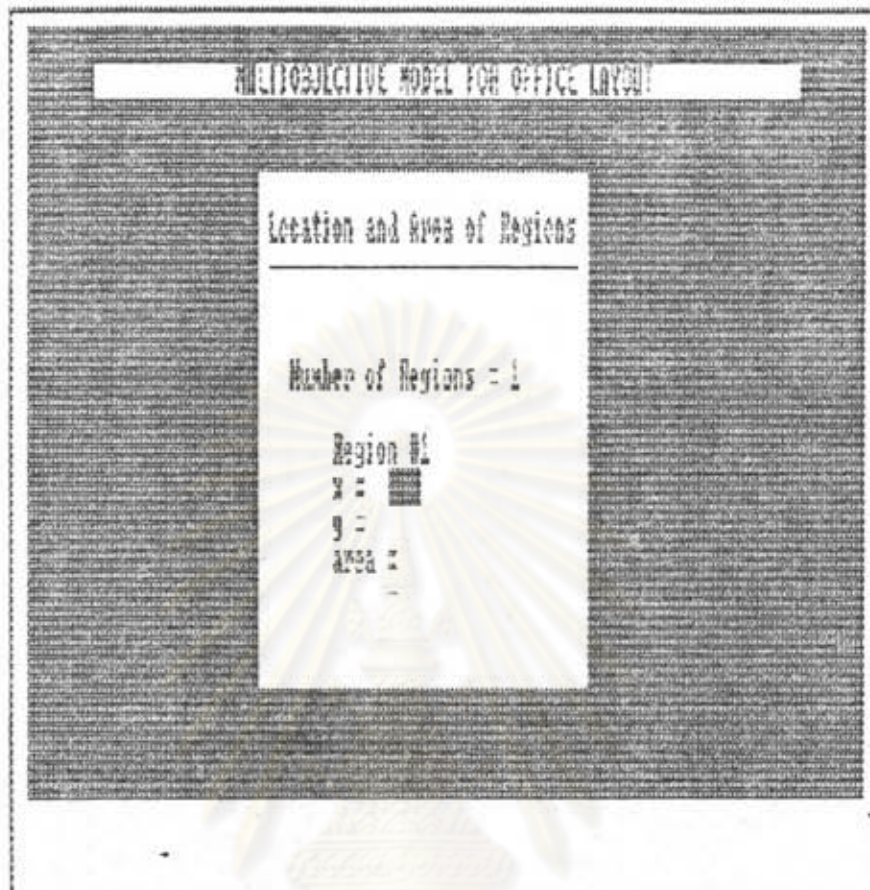 MULTIOBJECTIVE MODEL FOR OFFICE LAYOUT
Location and Area of Regions
Number of Regions = 1
Region #1
x =
y =
area =